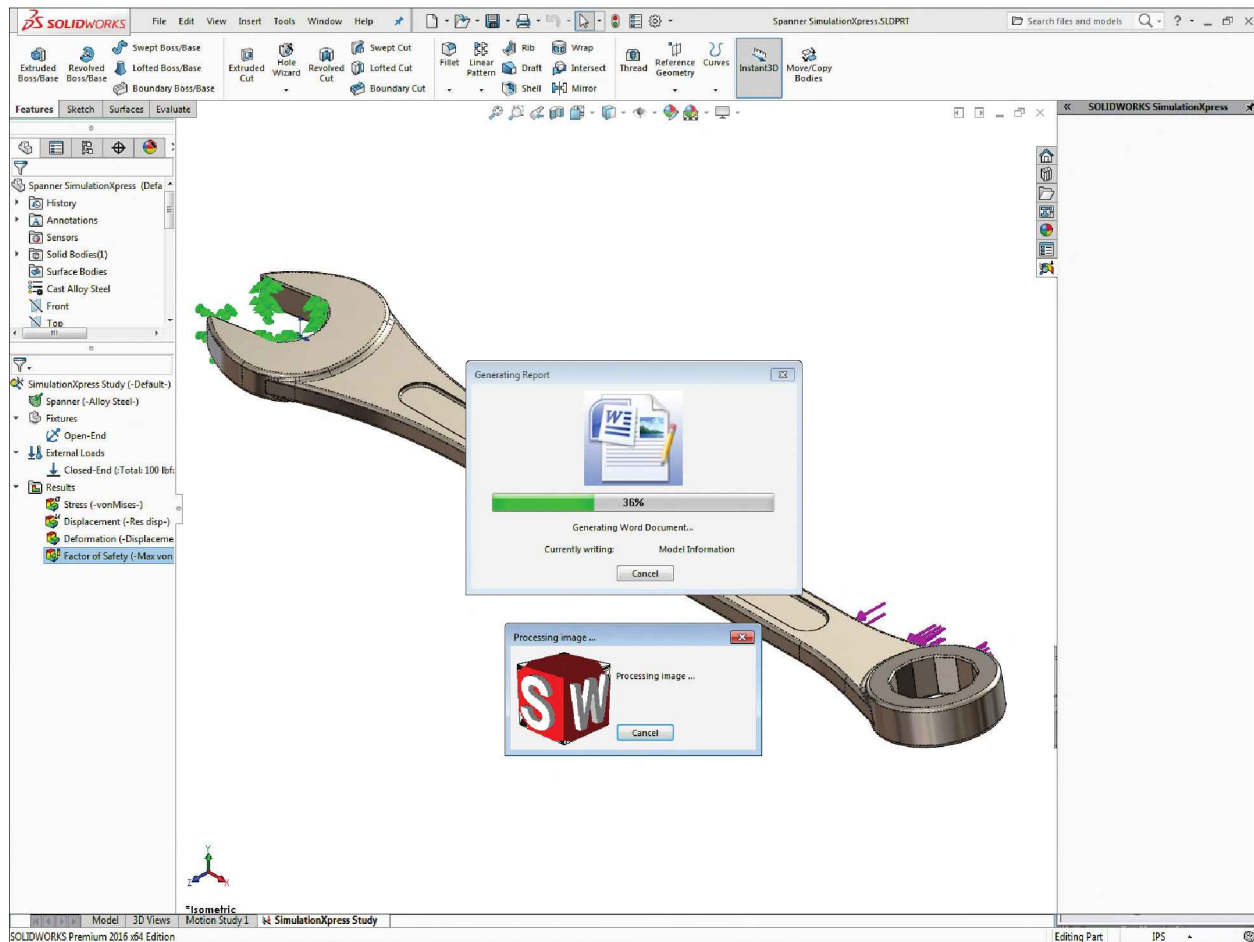 SOLIDWORKS File Edit View Insert Tools Window Help Spanner SimulationXpress.SLDPRT Search files and models
Extruded Boss/Base
Revolved Boss/Base
Swept Boss/Base
Lofted Boss/Base
Boundary Boss/Base
Extruded Cut
Hole Wizard
Revolved Cut
Swept Cut
Lofted Cut
Boundary Cut
Fillet
Linear Pattern
Rib
Draft
Shell
Wrap
Intersect
Mirror
Thread
Reference Geometry
Curves
Instant3D
Move/Copy Bodies
Features Sketch Surfaces Evaluate
SOLIDWORKS SimulationXpress
Spanner SimulationXpress (Defa
History
Annotations
Sensors
Solid Bodies(1)
Surface Bodies
Cast Alloy Steel
Front
Top
SimulationXpress Study (-Default-)
Spanner (-Alloy Steel-)
Fixtures
Open-End
External Loads
Closed-End (:Total: 100 lbf:
Results
Stress (-vonMises-)
Displacement (-Res disp-)
Deformation (-Displaceme
Factor of Safety (-Max von
Generating Report
W
36%
Generating Word Document...
Currently writing: Model Information
Cancel
Processing image ...
SW
Processing image ...
Cancel
Y
Z X
*Isometric
Model 3D Views Motion Study 1 SimulationXpress Study
SOLIDWORKS Premium 2016 x64 Edition Editing Part IPS